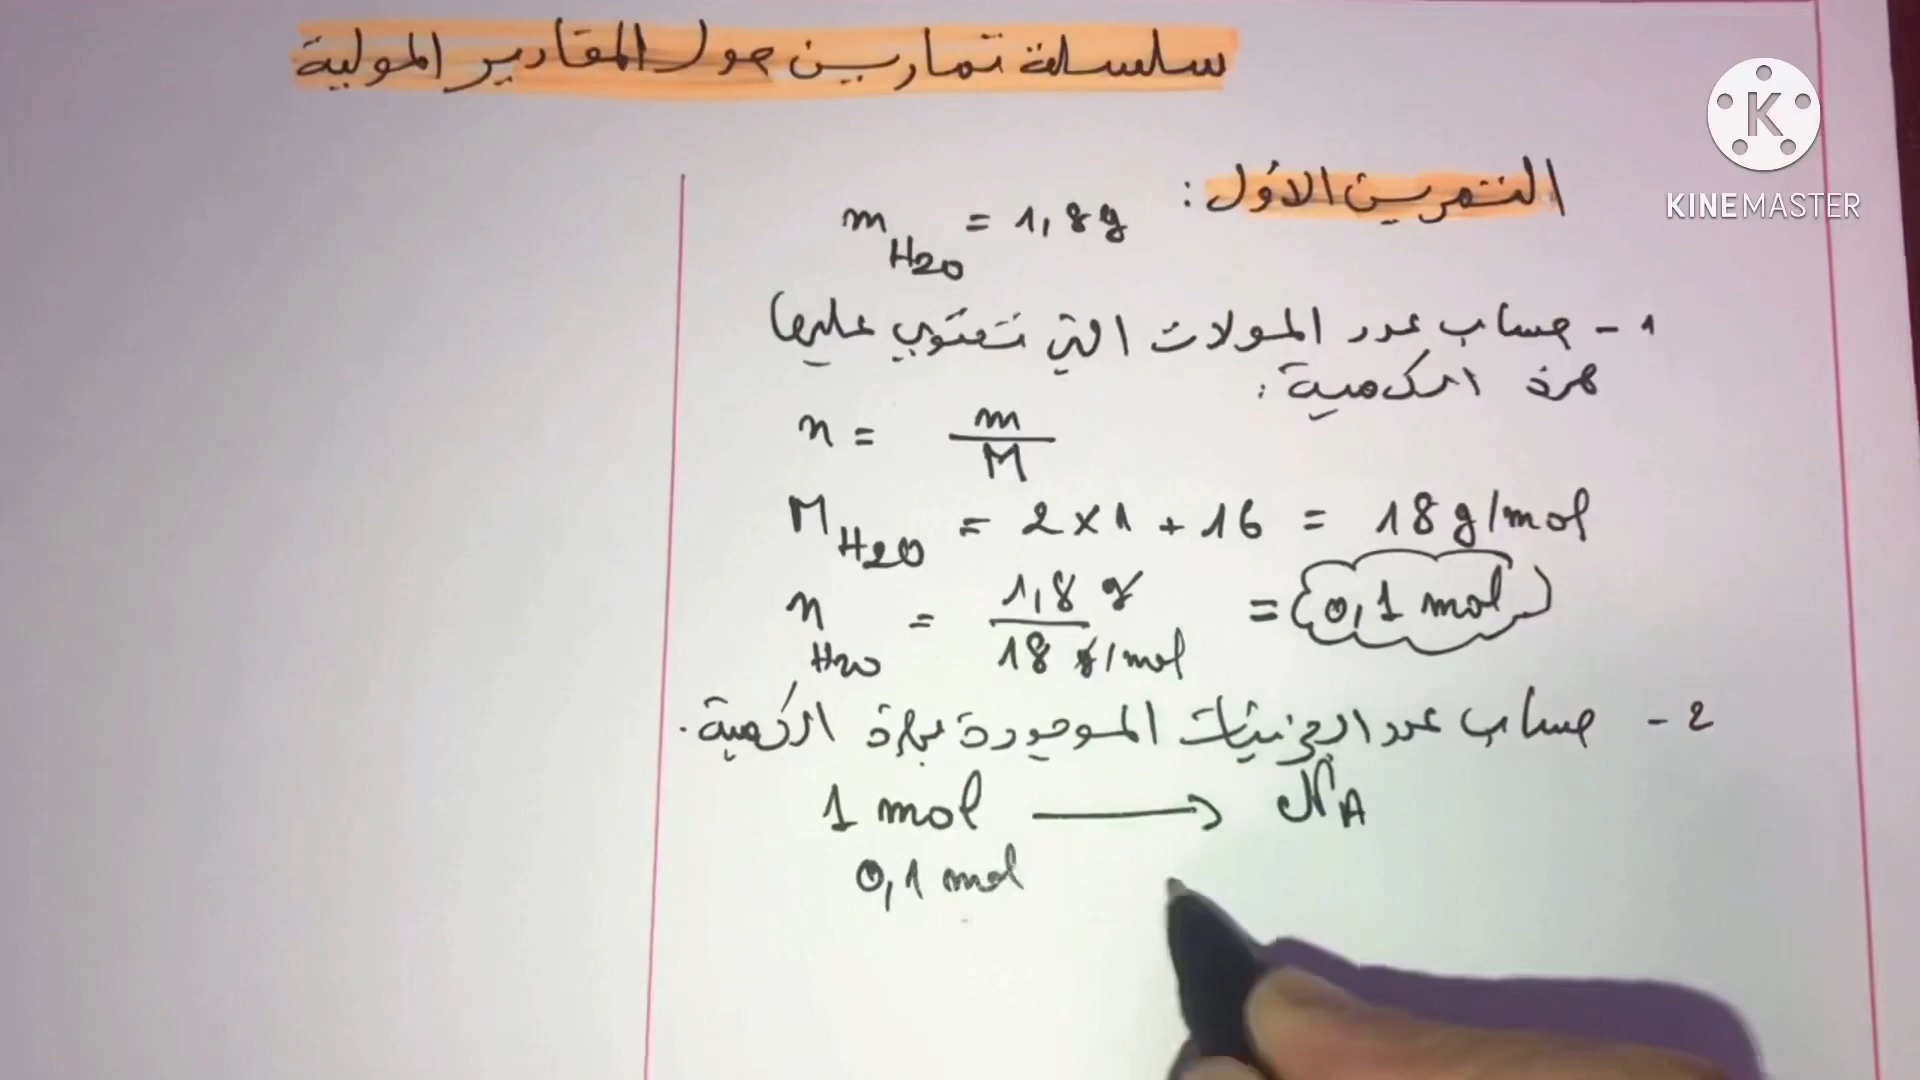 سلسلة تمارين حول المقادير المولية
K
KINEMASTER
التمرين الأول :
m H2O = 1,8g
1 - حساب عدد المولات التي تحتوي عليها
هذه الكمية :
n = m / M
M H2O = 2 x 1 + 16 = 18 g/mol
n H2O = 1,8 g / 18 g/mol = 0,1 mol
2 - حساب عدد الجزيئات الموجودة بهذه الكمية.
1 mol → NA
0,1 mol